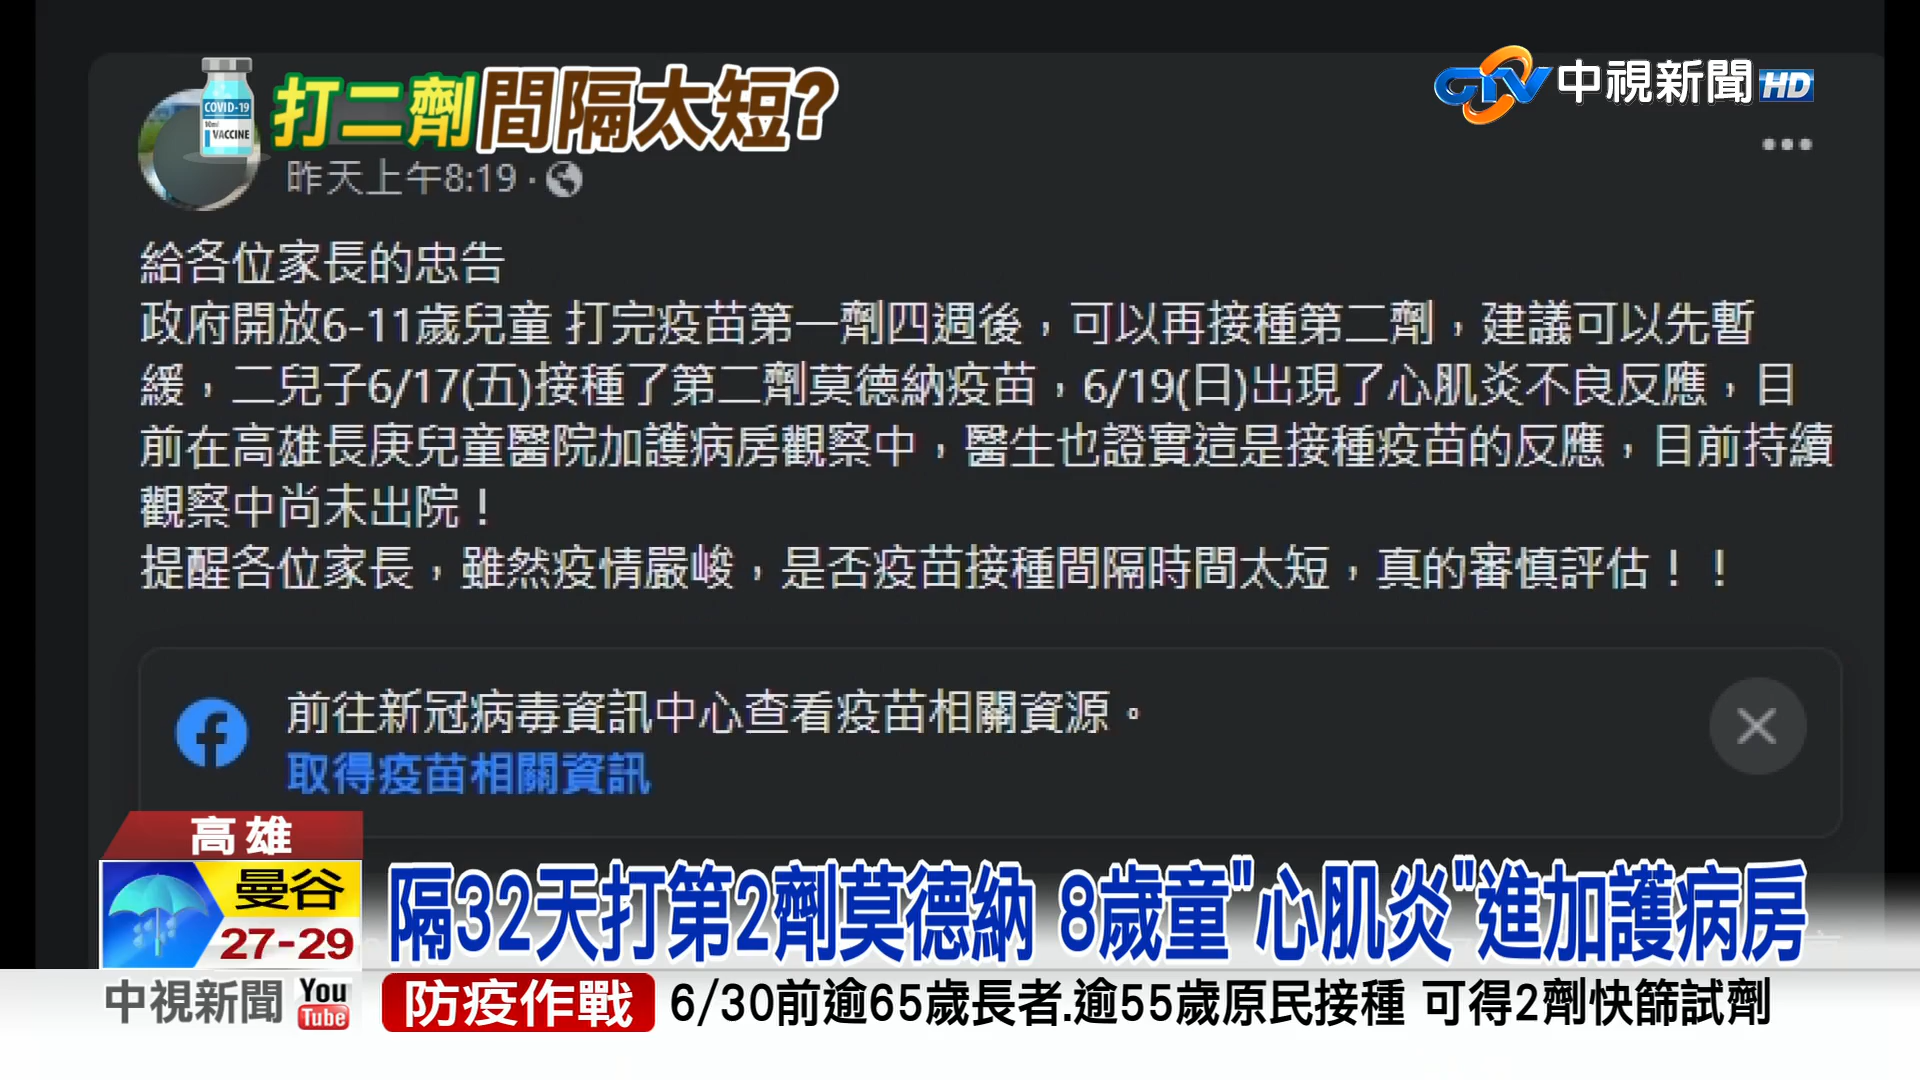 COVID-19
VACCINE
打二劑間隔太短?
CTV中視新聞HD
昨天上午8:19
給各位家長的忠告
政府開放6-11歲兒童 打完疫苗第一劑四週後，可以再接種第二劑，建議可以先暫
緩，二兒子6/17(五)接種了第二劑莫德納疫苗，6/19(日)出現了心肌炎不良反應，目
前在高雄長庚兒童醫院加護病房觀察中，醫生也證實這是接種疫苗的反應，目前持續
觀察中尚未出院！
提醒各位家長，雖然疫情嚴峻，是否疫苗接種間隔時間太短，真的審慎評估！！
前往新冠病毒資訊中心查看疫苗相關資源。
取得疫苗相關資訊
高雄
曼谷
27-29
隔32天打第2劑莫德納 8歲童"心肌炎"進加護病房
中視新聞 YouTube
防疫作戰 6/30前逾65歲長者.逾55歲原民接種 可得2劑快篩試劑